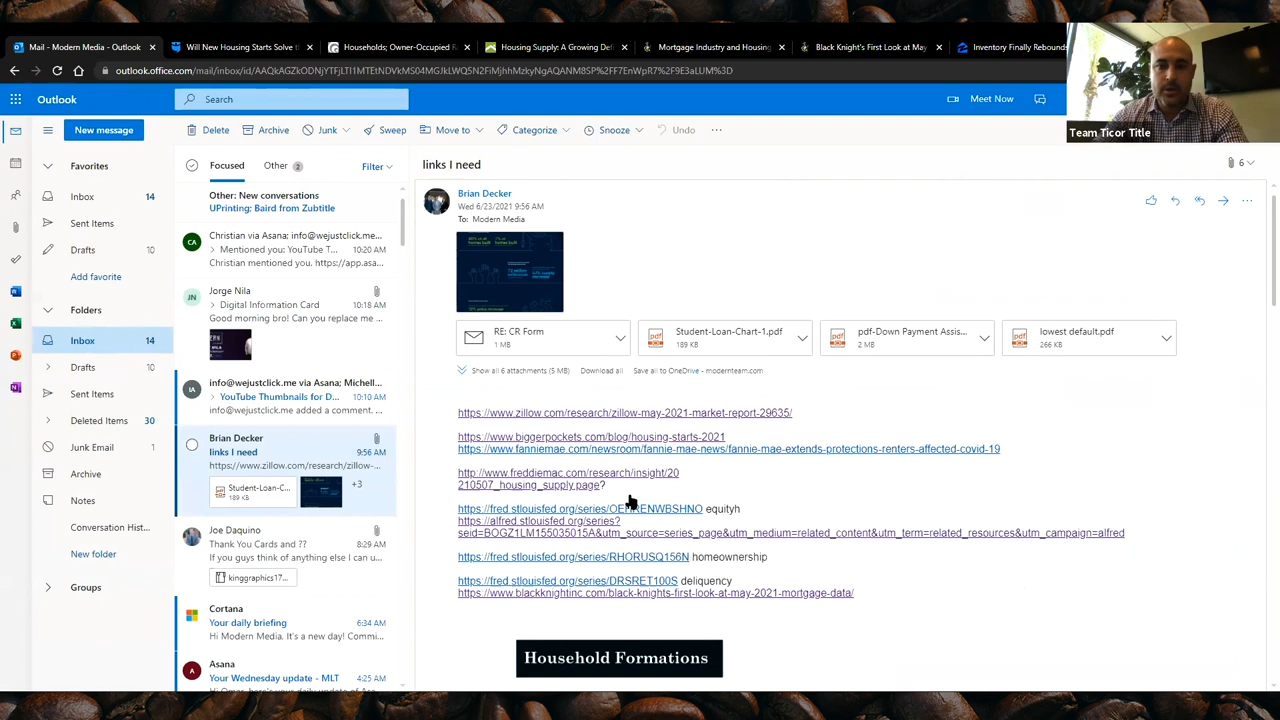 Mail - Modern Media - Outlook
Will New Housing Starts Solve t
Households; Owner-Occupied R
Housing Supply: A Growing Def
Mortgage Industry and Housing
Black Knight's First Look at May
Inventory Finally Rebounds
Team Ticor Title
Outlook
Search
Meet Now
New message
Delete
Archive
Junk
Sweep
Move to
Categorize
Snooze
Undo
Favorites
Inbox 14
Sent Items
Drafts 10
Add favorite
Folders
Inbox 14
Drafts 10
Sent Items
Deleted Items 30
Junk Email 1
Archive
Notes
Conversation Hist...
New folder
Groups
Focused
Other 2
Filter
Other: New conversations
UPrinting: Baird from Zubtitle
CA
Christian via Asana; info@wejustclick.me...
Mentioned you: YouTube T... 10:20 AM
Christian mentioned you. https://app.asa...
JN
Jorge Nila
Digital Information Card 10:18 AM
Good morning bro! Can you replace me ...
IA
info@wejustclick.me via Asana; Michell...
YouTube Thumbnails for D... 10:10 AM
info@wejustclick.me added a comment. ...
Brian Decker
links I need 9:56 AM
https://www.zillow.com/research/zillow-...
Student-Loan-C...
189 KB
+3
Joe Daquino
Thank You Cards and ?? 8:29 AM
If you guys think of anything else I can u...
kinggraphics17...
Cortana
Your daily briefing 6:34 AM
Hi Modern Media, It's a new day! Commi...
A
Asana
Your Wednesday update - MLT 4:25 AM
links I need
6
Brian Decker
Wed 6/23/2021 9:56 AM
To: Modern Media
RE: CR Form
1 MB
Student-Loan-Chart-1.pdf
189 KB
pdf-Down Payment Assis...
2 MB
lowest default.pdf
266 KB
Show all 6 attachments (5 MB) Download all Save all to OneDrive - modernteam.com
https://www.zillow.com/research/zillow-may-2021-market-report-29635/
https://www.biggerpockets.com/blog/housing-starts-2021
https://www.fanniemae.com/newsroom/fannie-mae-news/fannie-mae-extends-protections-renters-affected-covid-19
http://www.freddiemac.com/research/insight/20
210507_housing_supply.page?
equityh
https://alfred.stlouisfed.org/series?
seid=BOGZ1LM155035015A&utm_source=series_page&utm_medium=related_content&utm_term=related_resources&utm_campaign=alfred
https://fred.stlouisfed.org/series/RHORUSQ156N homeownership
https://fred.stlouisfed.org/series/DRSRET100S deliquency
https://www.blackknightinc.com/black-knights-first-look-at-may-2021-mortgage-data/
Household Formations